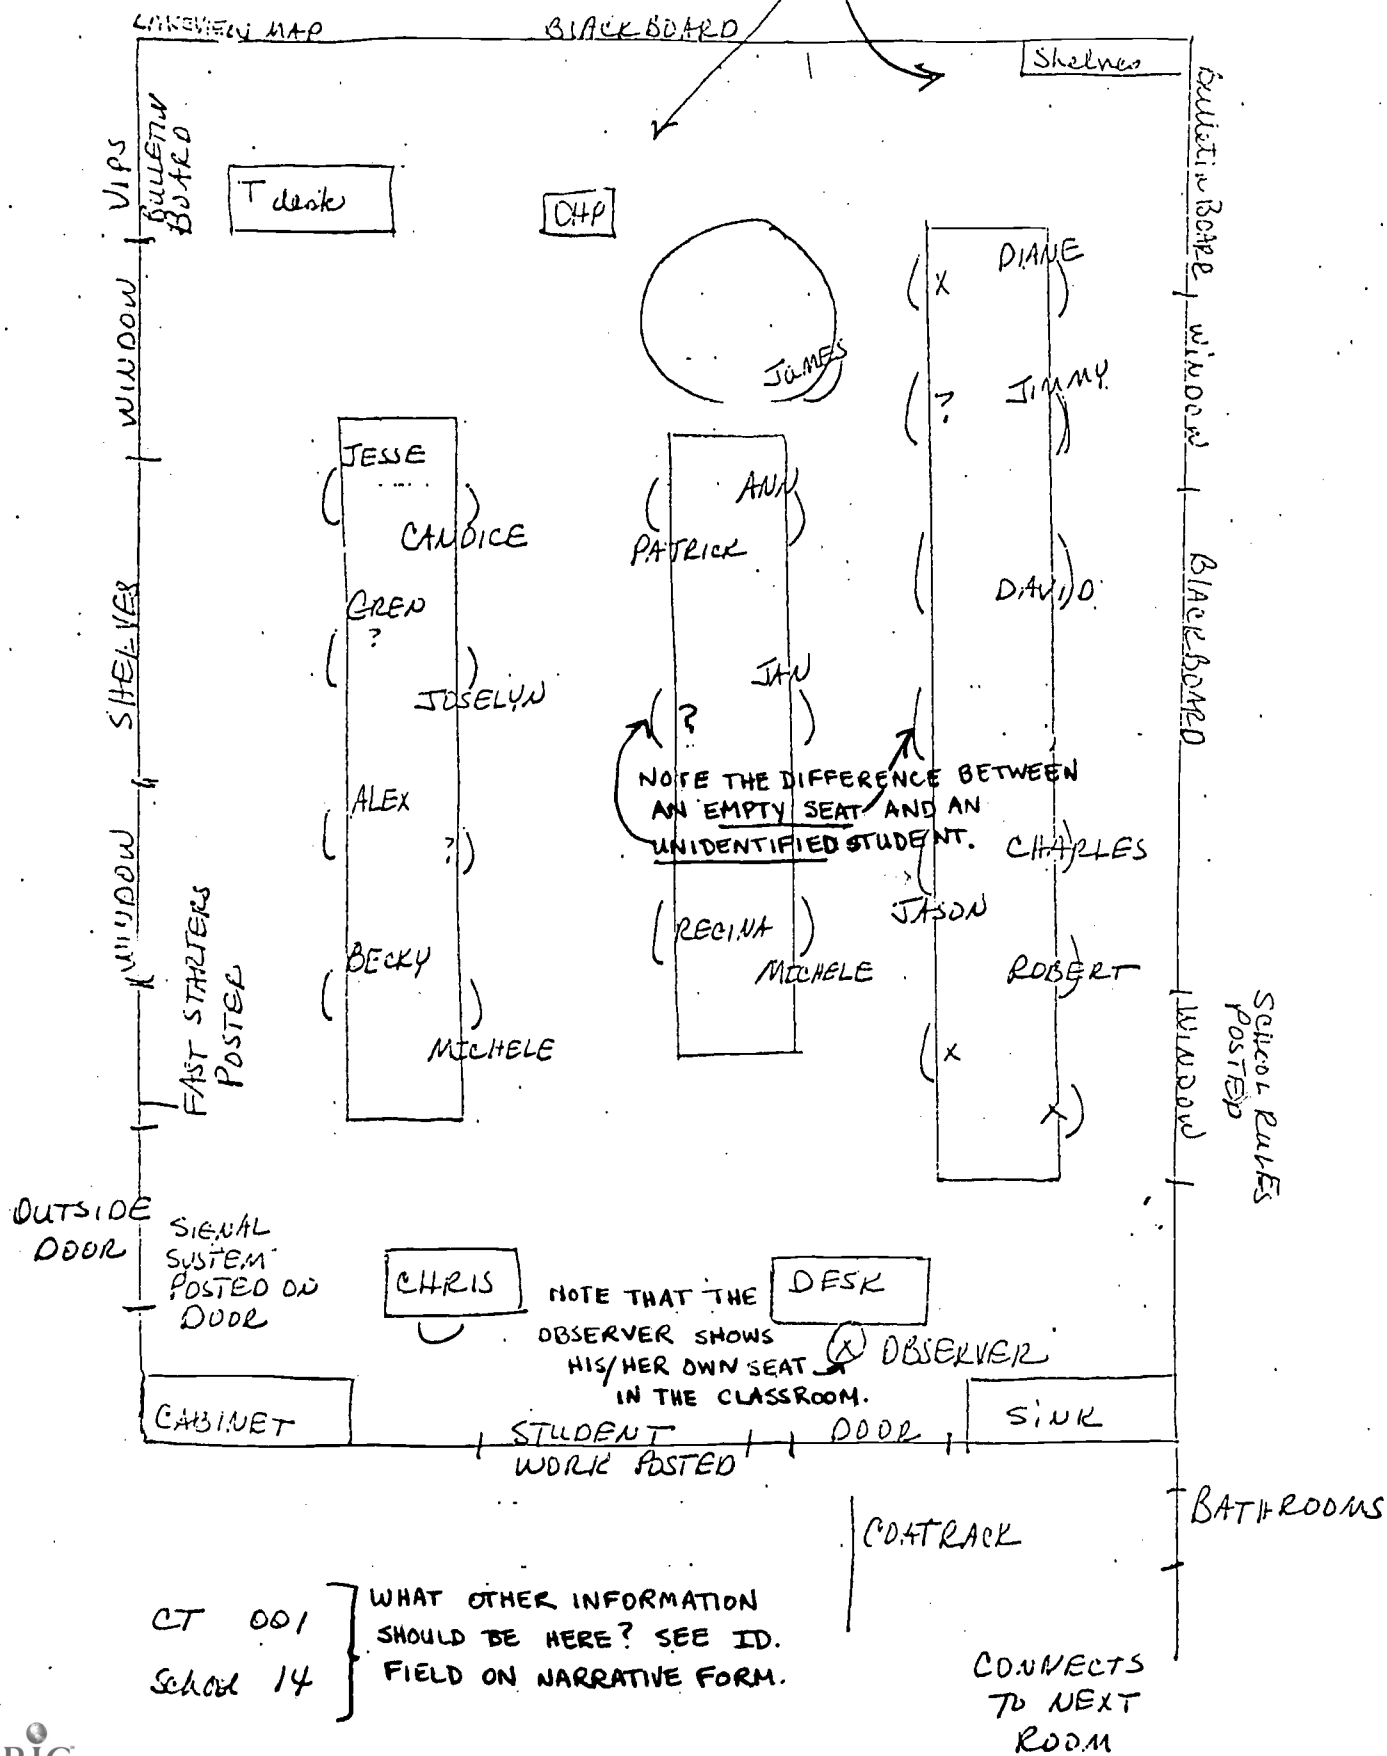 LAKEVIEW MAP
BLACKBOARD
Shelves
VIPS
BULLETIN
BOARD
T desk
OHP
Bulletin BOARD
WINDOW
DIANE
X
JAMES
JIMMY
?
WINDOW
JESSE
CANDICE
ANN
PATRICK
DAVID
BLACKBOARD
SHELVES
GREN
?
JOSELYN
JAN
?
NOTE THE DIFFERENCE BETWEEN
AN EMPTY SEAT AND AN
UNIDENTIFIED STUDENT.
ALEX
?
CHARLES
JASON
WINDOW
FAST STARTERS
POSTER
BECKY
MICHELE
REGINA
MICHELE
ROBERT
X
X
WINDOW
SCHOOL RULES
POSTED
OUTSIDE
DOOR
SIGNAL
SYSTEM
POSTED ON
DOOR
CHRIS
NOTE THAT THE
OBSERVER SHOWS
HIS/HER OWN SEAT
IN THE CLASSROOM.
DESK
X OBSERVER
CABINET
STUDENT
WORK POSTED
DOOR
SINK
BATHROOMS
COATRACK
CT 001
School 14
WHAT OTHER INFORMATION
SHOULD BE HERE? SEE ID.
FIELD ON NARRATIVE FORM.
CONNECTS
TO NEXT
ROOM